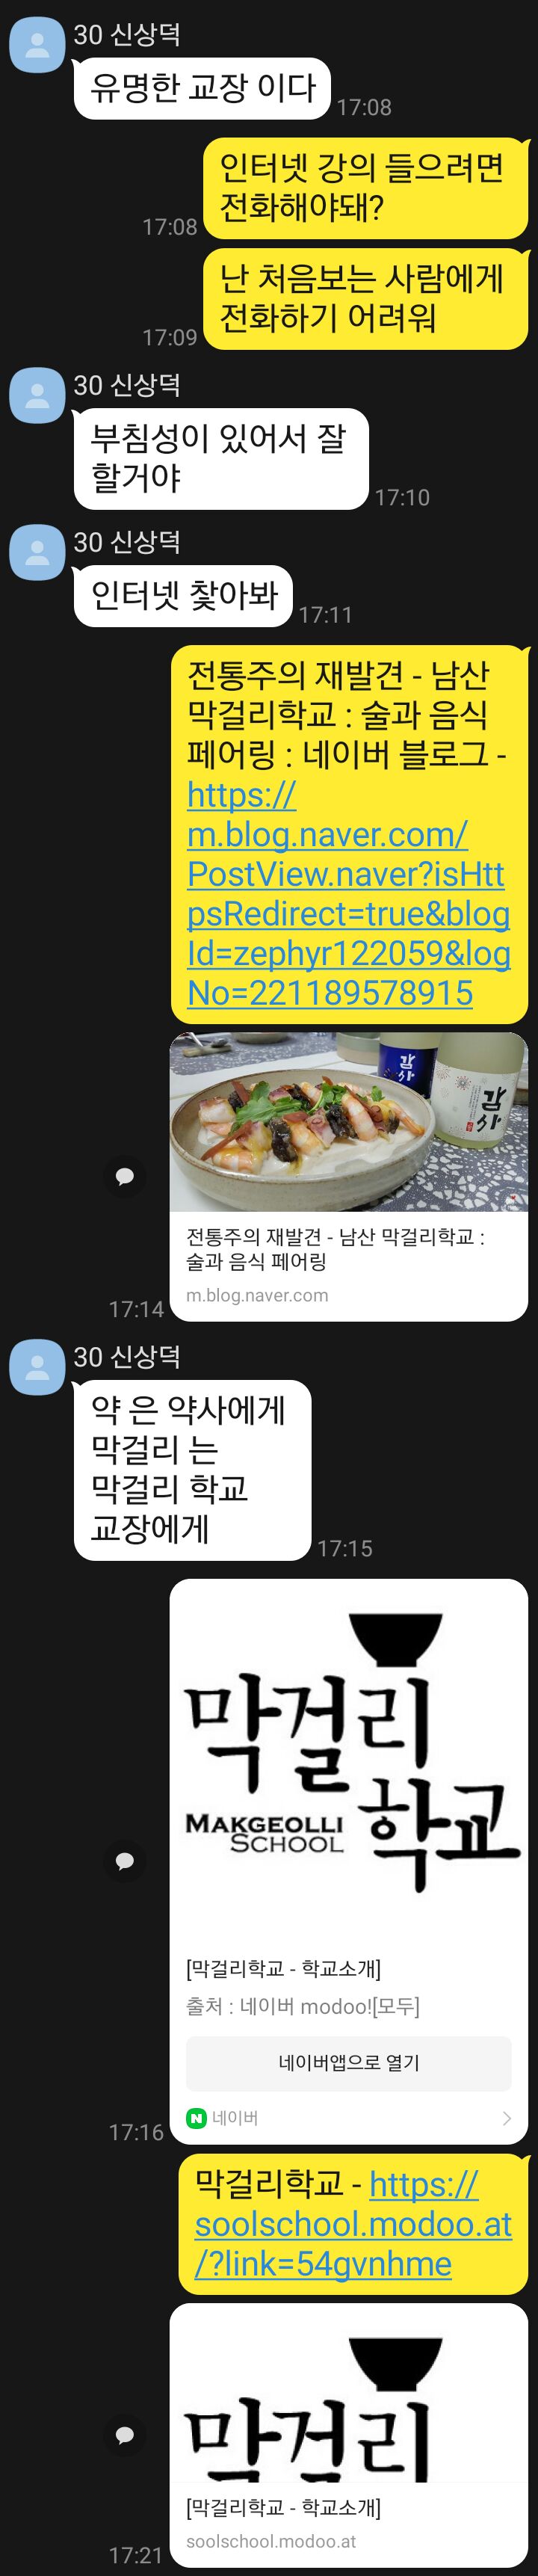 30 신상덕
유명한 교장 이다
17:08
인터넷 강의 들으려면
전화해야돼?
17:08
난 처음보는 사람에게
전화하기 어려워
17:09
30 신상덕
부침성이 있어서 잘
할거야
17:10
30 신상덕
인터넷 찿아봐
17:11
전통주의 재발견 - 남산
막걸리학교 : 술과 음식
페어링 : 네이버 블로그 -
https://
m.blog.naver.com/
PostView.naver?isHtt
psRedirect=true&blog
Id=zephyr122059&log
No=221189578915
감사
감사
전통주의 재발견 - 남산 막걸리학교 :
술과 음식 페어링
m.blog.naver.com
17:14
30 신상덕
약 은 약사에게
막걸리 는
막걸리 학교
교장에게
17:15
막걸리
학교
MAKGEOLLI
SCHOOL
[막걸리학교 - 학교소개]
출처 : 네이버 modoo![모두]
네이버앱으로 열기
N 네이버
17:16
막걸리학교 - https://
soolschool.modoo.at
/?link=54gvnhme
막걸리
[막걸리학교 - 학교소개]
soolschool.modoo.at
17:21